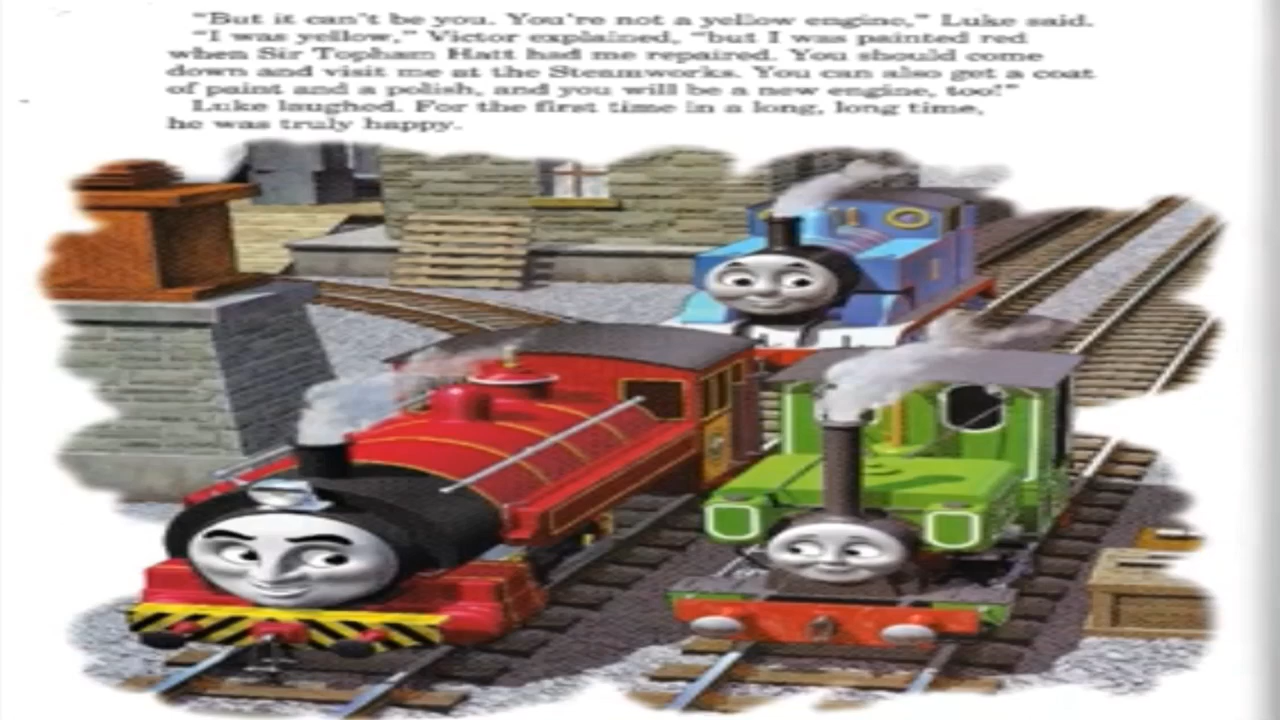 "But it can't be you. You're not a yellow engine," Luke said.
"I was yellow," Victor explained, "but I was painted red
when Sir Topham Hatt had me repaired. You should come
down and visit me at the Steamworks. You can also get a coat
of paint and a polish, and you will be a new engine, too!"
Luke laughed. For the first time in a long, long time,
he was truly happy.